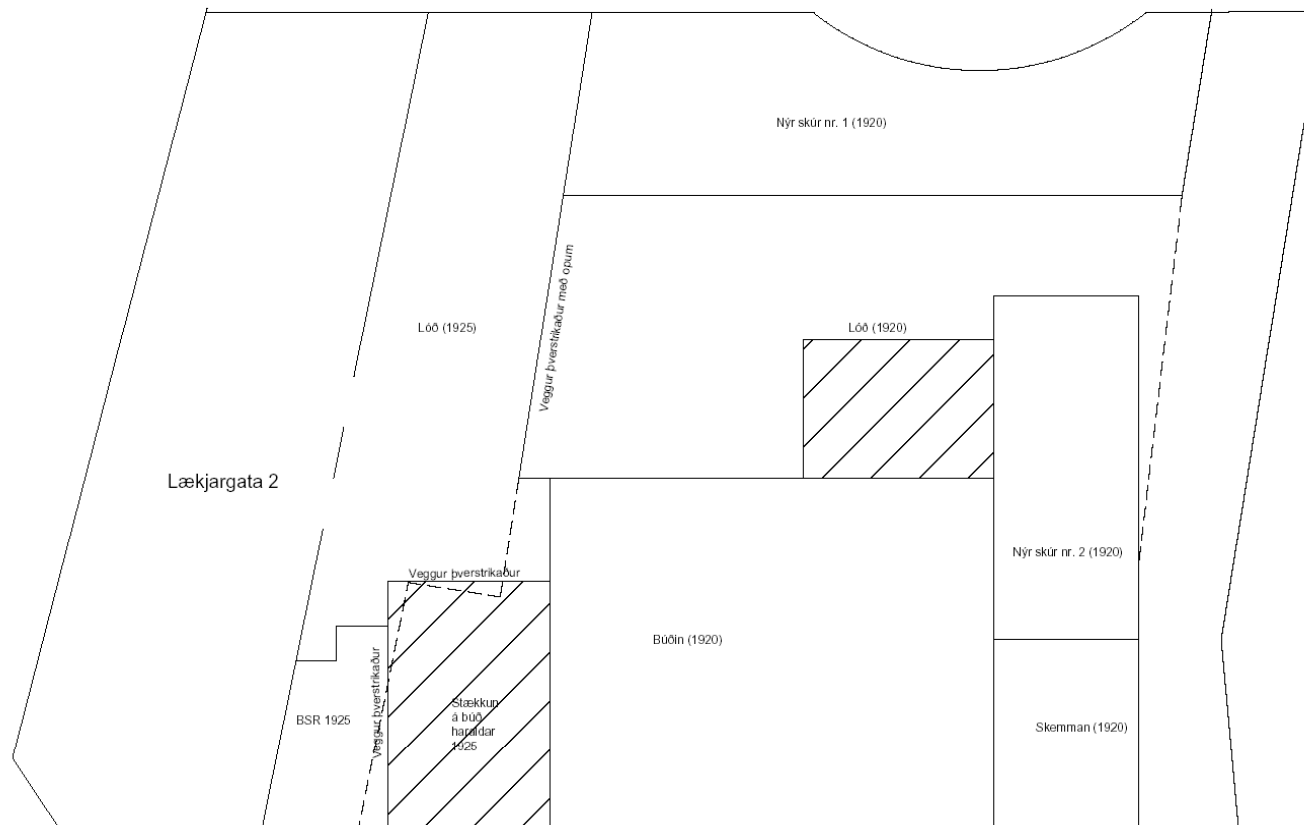 Nýr skúr nr. 1 (1920)
Veggur þverstrikaður með opum
Lóð (1925)
Lóð (1920)
Lækjargata 2
Nýr skúr nr. 2 (1920)
Veggur þverstrikaður
Búðin (1920)
Veggur þverstrikaður
BSR 1925
Stækkun
á búð
haraldar
1925
Skemman (1920)